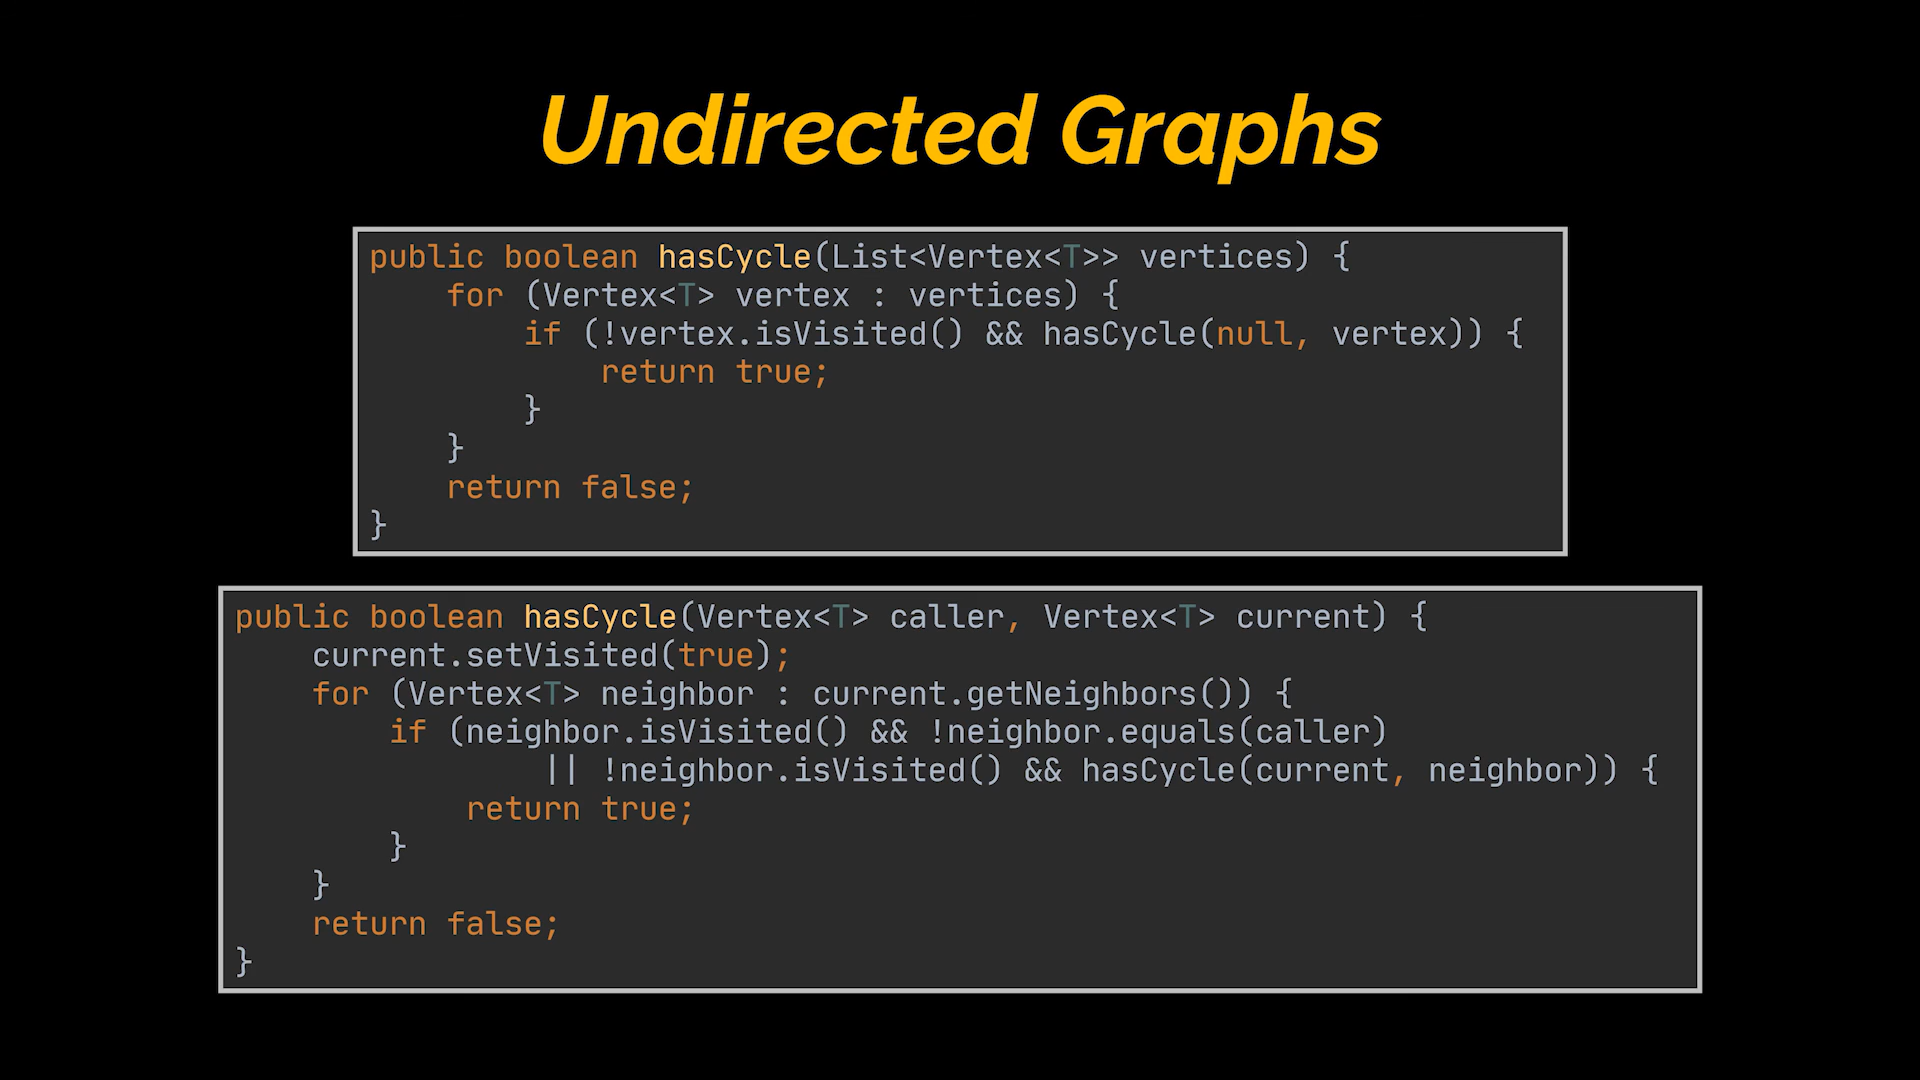 Undirected Graphs
public boolean hasCycle(List<Vertex<T>> vertices) {
    for (Vertex<T> vertex : vertices) {
        if (!vertex.isVisited() && hasCycle(null, vertex)) {
            return true;
        }
    }
    return false;
}
public boolean hasCycle(Vertex<T> caller, Vertex<T> current) {
    current.setVisited(true);
    for (Vertex<T> neighbor : current.getNeighbors()) {
        if (neighbor.isVisited() && !neighbor.equals(caller)
                || !neighbor.isVisited() && hasCycle(current, neighbor)) {
            return true;
        }
    }
    return false;
}